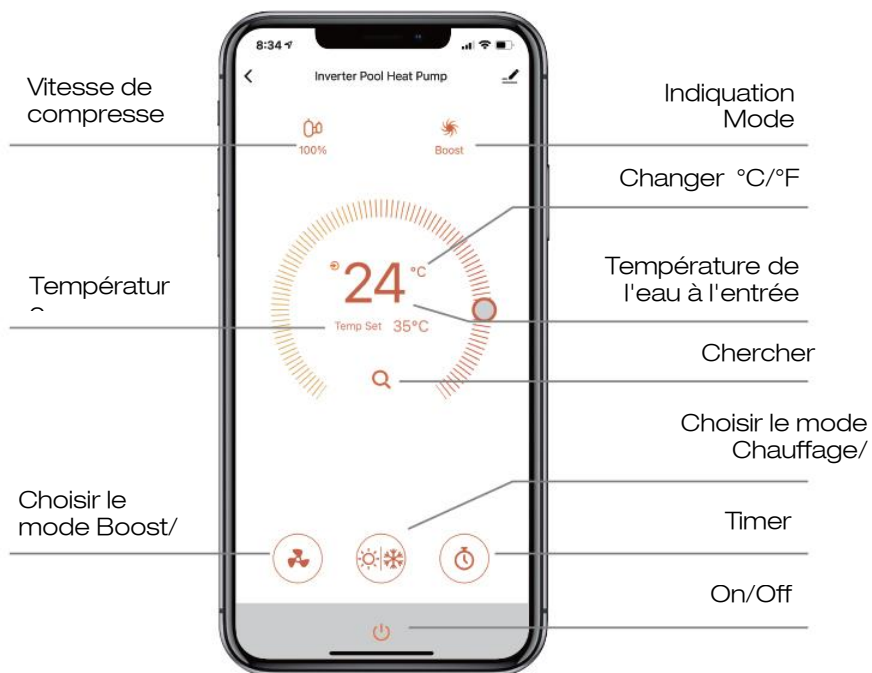 8:34
Inverter Pool Heat Pump
Vitesse de
compresse
Indiquation
Mode
100%
Boost
Changer °C/°F
24 °C
Température de
l'eau à l'entrée
Températur
Temp Set 35°C
Chercher
Choisir le mode
Chauffage/
Choisir le
mode Boost/
Timer
On/Off